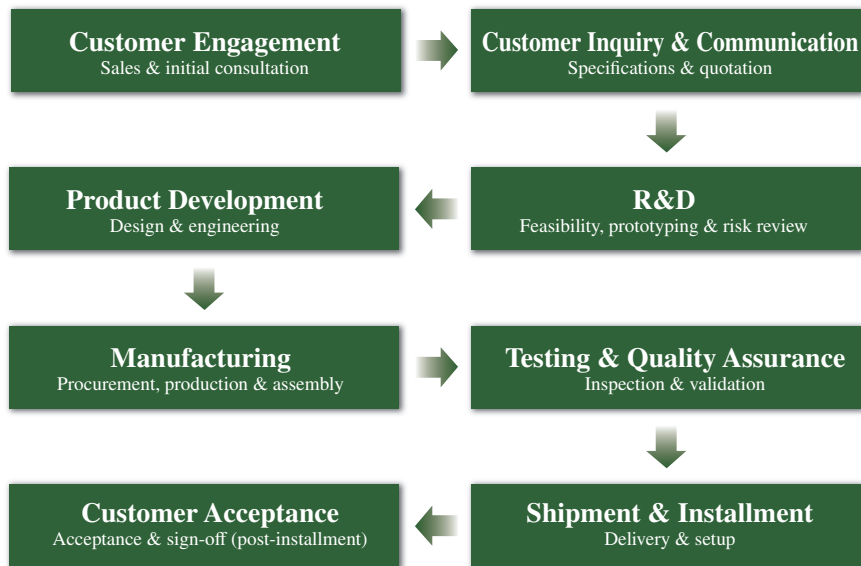 Customer Engagement
Sales & initial consultation
Customer Inquiry & Communication
Specifications & quotation
R&D
Feasibility, prototyping & risk review
Product Development
Design & engineering
Manufacturing
Procurement, production & assembly
Testing & Quality Assurance
Inspection & validation
Shipment & Installment
Delivery & setup
Customer Acceptance
Acceptance & sign-off (post-installment)